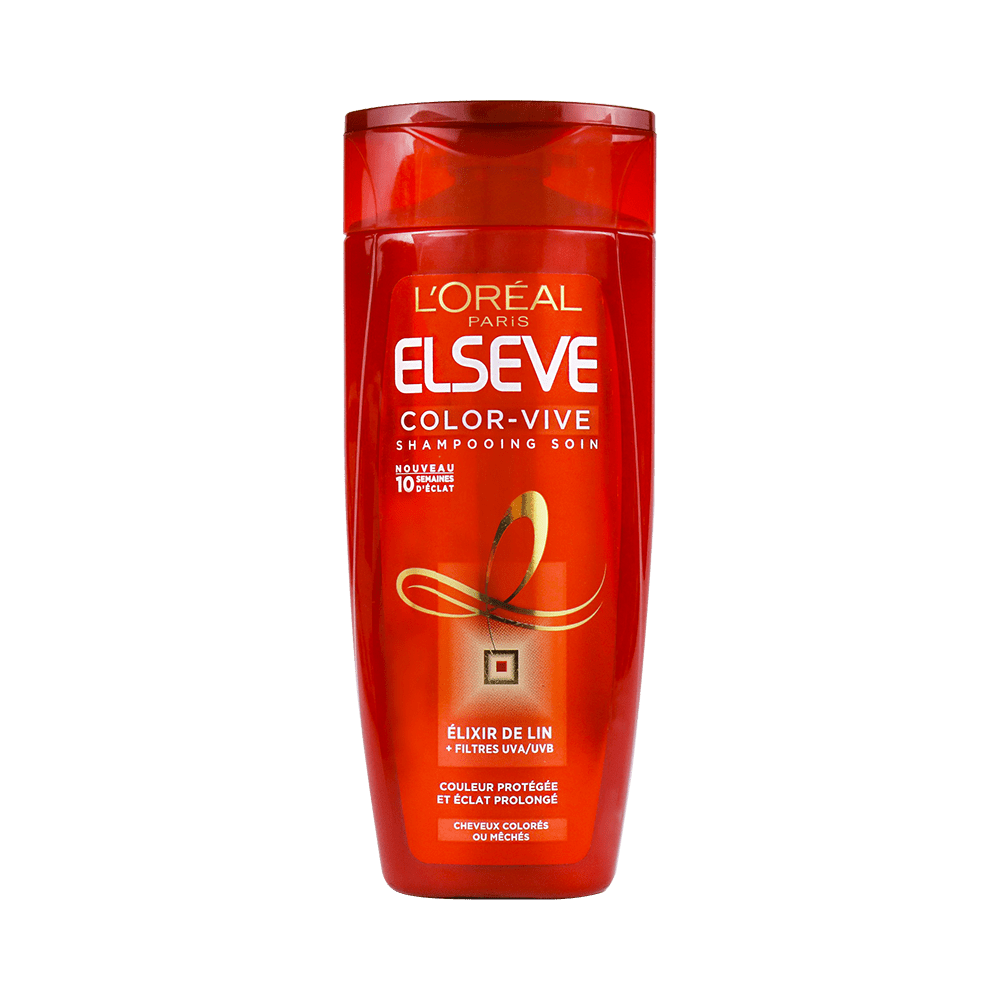 L'ORÉAL
PARIS
ELSEVE
COLOR-VIVE
SHAMPOOING SOIN
NOUVEAU
10 SEMAINES
D'ÉCLAT
ÉLIXIR DE LIN
+ FILTRES UVA/UVB
COULEUR PROTÉGÉE
ET ÉCLAT PROLONGÉ
CHEVEUX COLORÉS
OU MÊCHÉS